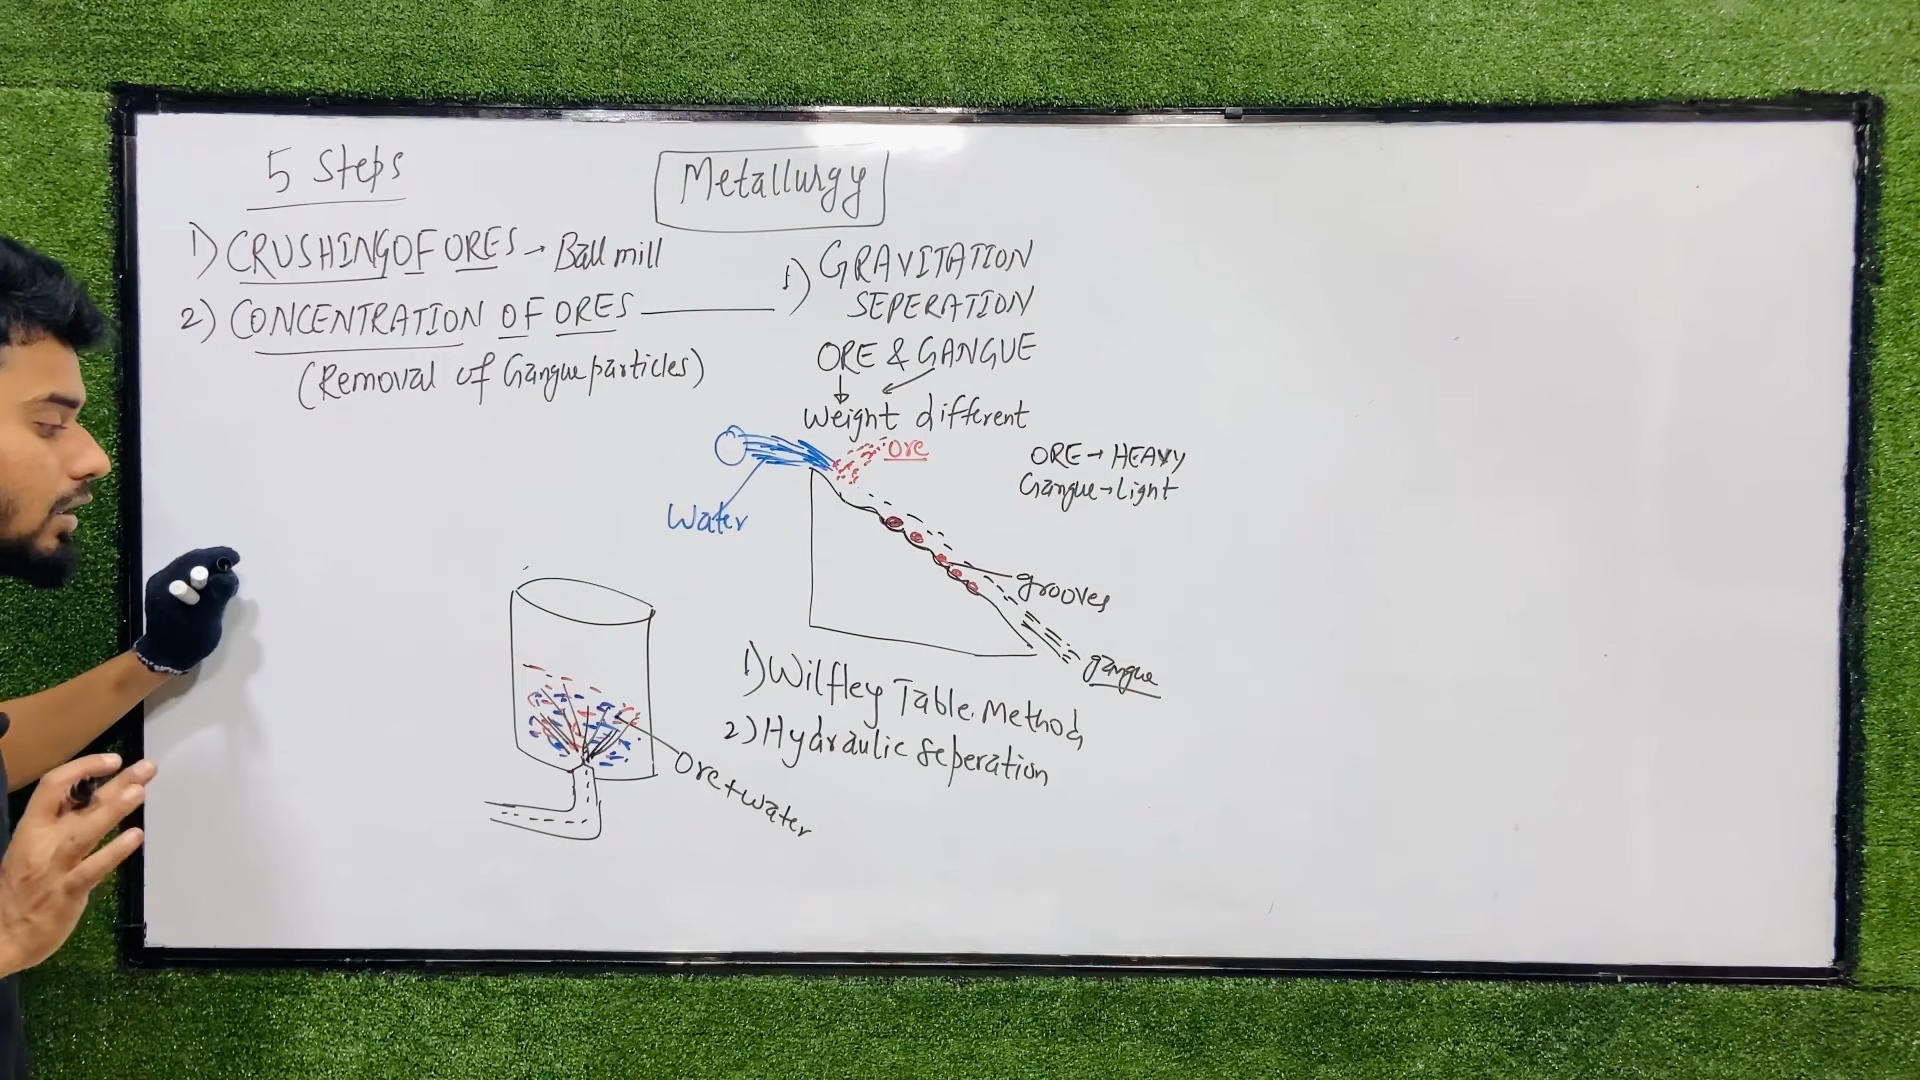 5 Steps
Metallurgy
1) CRUSHING OF ORES → Ball mill
2) CONCENTRATION OF ORES
(Removal of Gangue particles)
1) GRAVITATION
SEPERATION
ORE & GANGUE
Weight different
ore
ORE → HEAVY
Gangue → Light
Water
grooves
gangue
1) Wilfley Table Method
2) Hydraulic Seperation
Ore + water